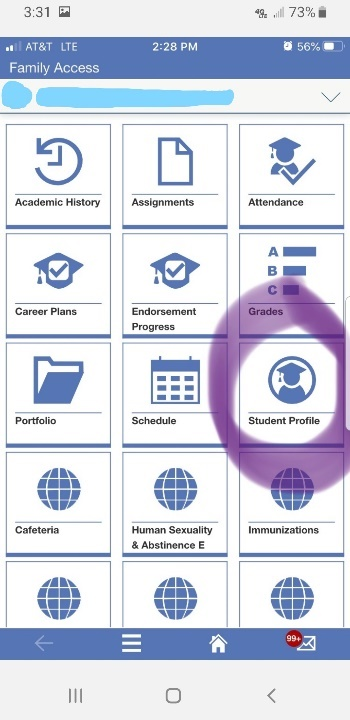 3:31
4G LTE 73%
AT&T LTE 2:28 PM 56%
Family Access
Academic History
Assignments
Attendance
Career Plans
Endorsement
Progress
A
B
C
Grades
Portfolio
Schedule
Student Profile
Cafeteria
Human Sexuality
& Abstinence E
Immunizations
99+